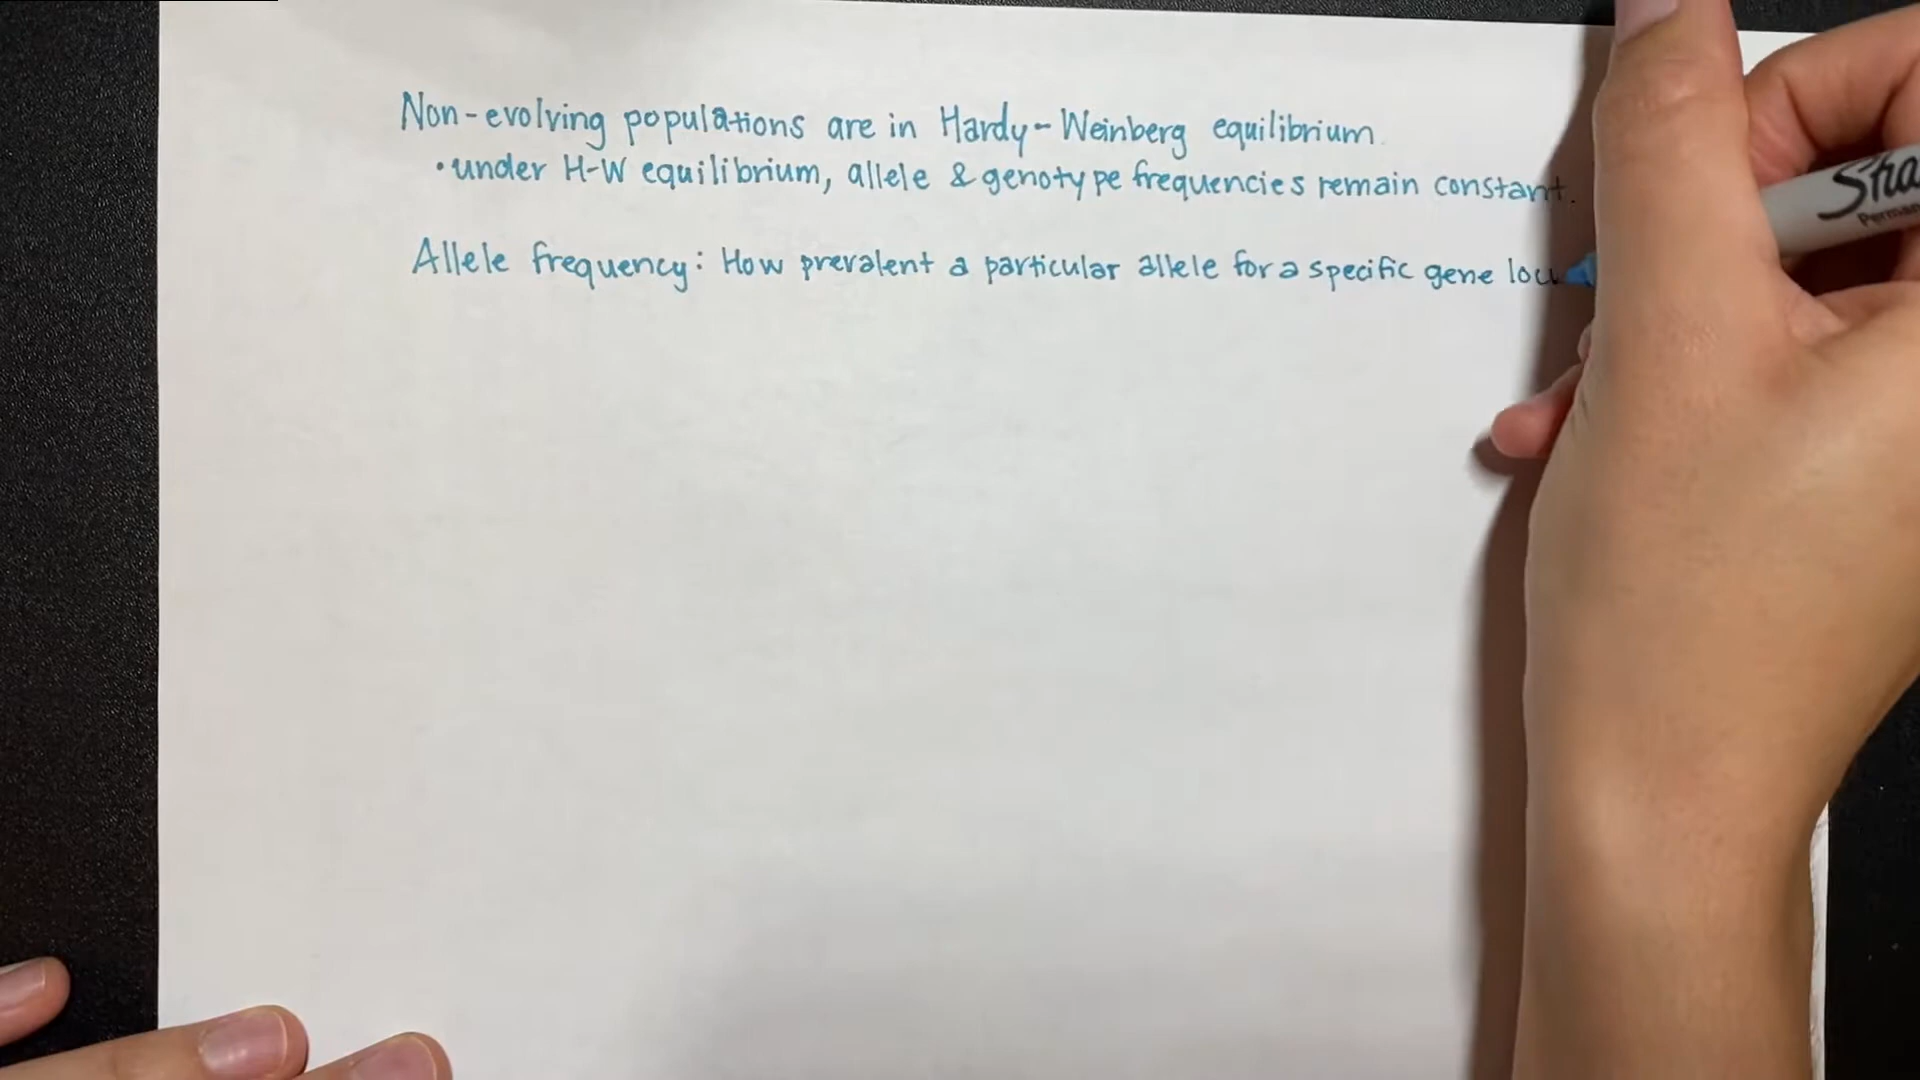 Non-evolving populations are in Hardy-Weinberg equilibrium.
•under H-W equilibrium, allele & genotype frequencies remain constant.
Allele frequency: How prevalent a particular allele for a specific gene locu